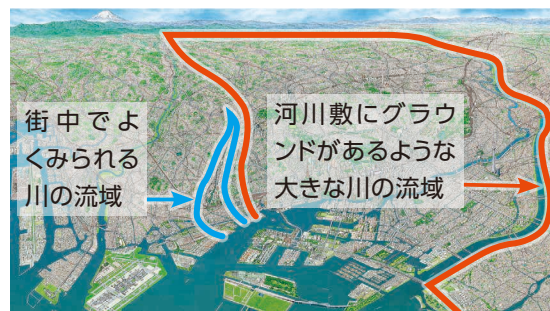 街中でよ
くみられる
川の流域
河川敷にグラウ
ンドがあるような
大きな川の流域